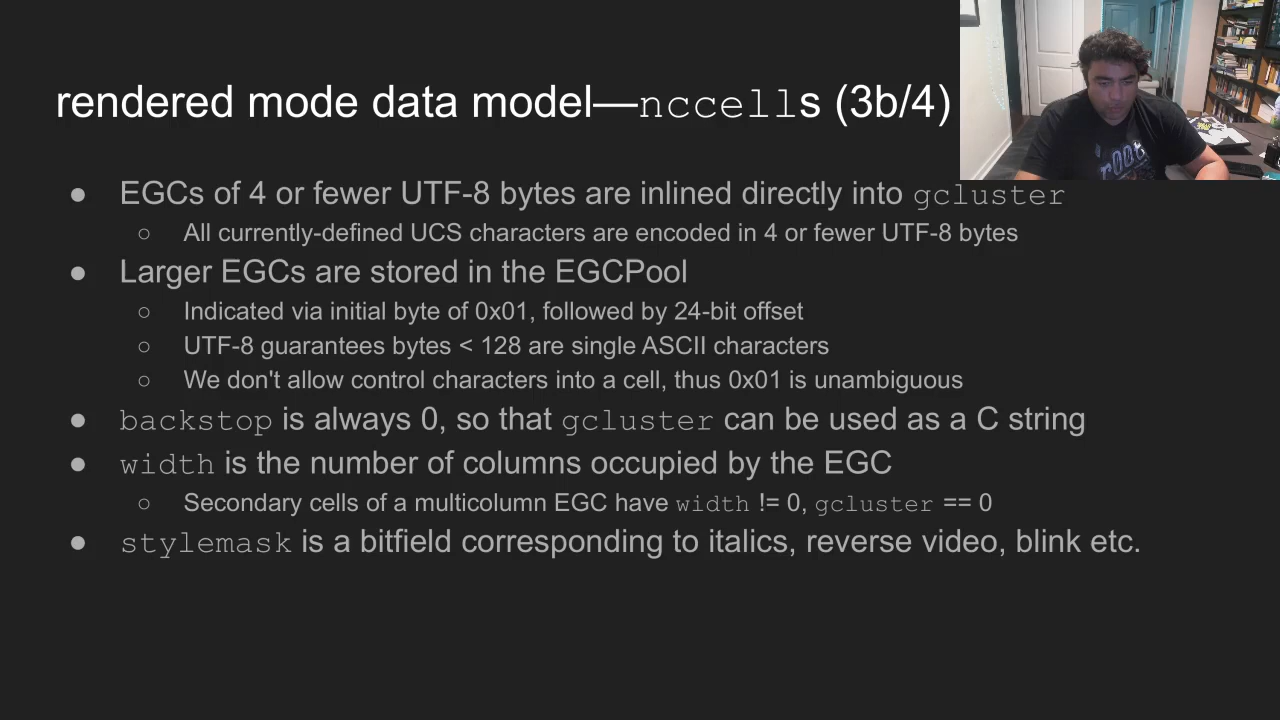 rendered mode data model—nccells (3b/4)
● EGCs of 4 or fewer UTF-8 bytes are inlined directly into gcluster
○ All currently-defined UCS characters are encoded in 4 or fewer UTF-8 bytes
● Larger EGCs are stored in the EGCPool
○ Indicated via initial byte of 0x01, followed by 24-bit offset
○ UTF-8 guarantees bytes < 128 are single ASCII characters
○ We don't allow control characters into a cell, thus 0x01 is unambiguous
● backstop is always 0, so that gcluster can be used as a C string
● width is the number of columns occupied by the EGC
○ Secondary cells of a multicolumn EGC have width != 0, gcluster == 0
● stylemask is a bitfield corresponding to italics, reverse video, blink etc.